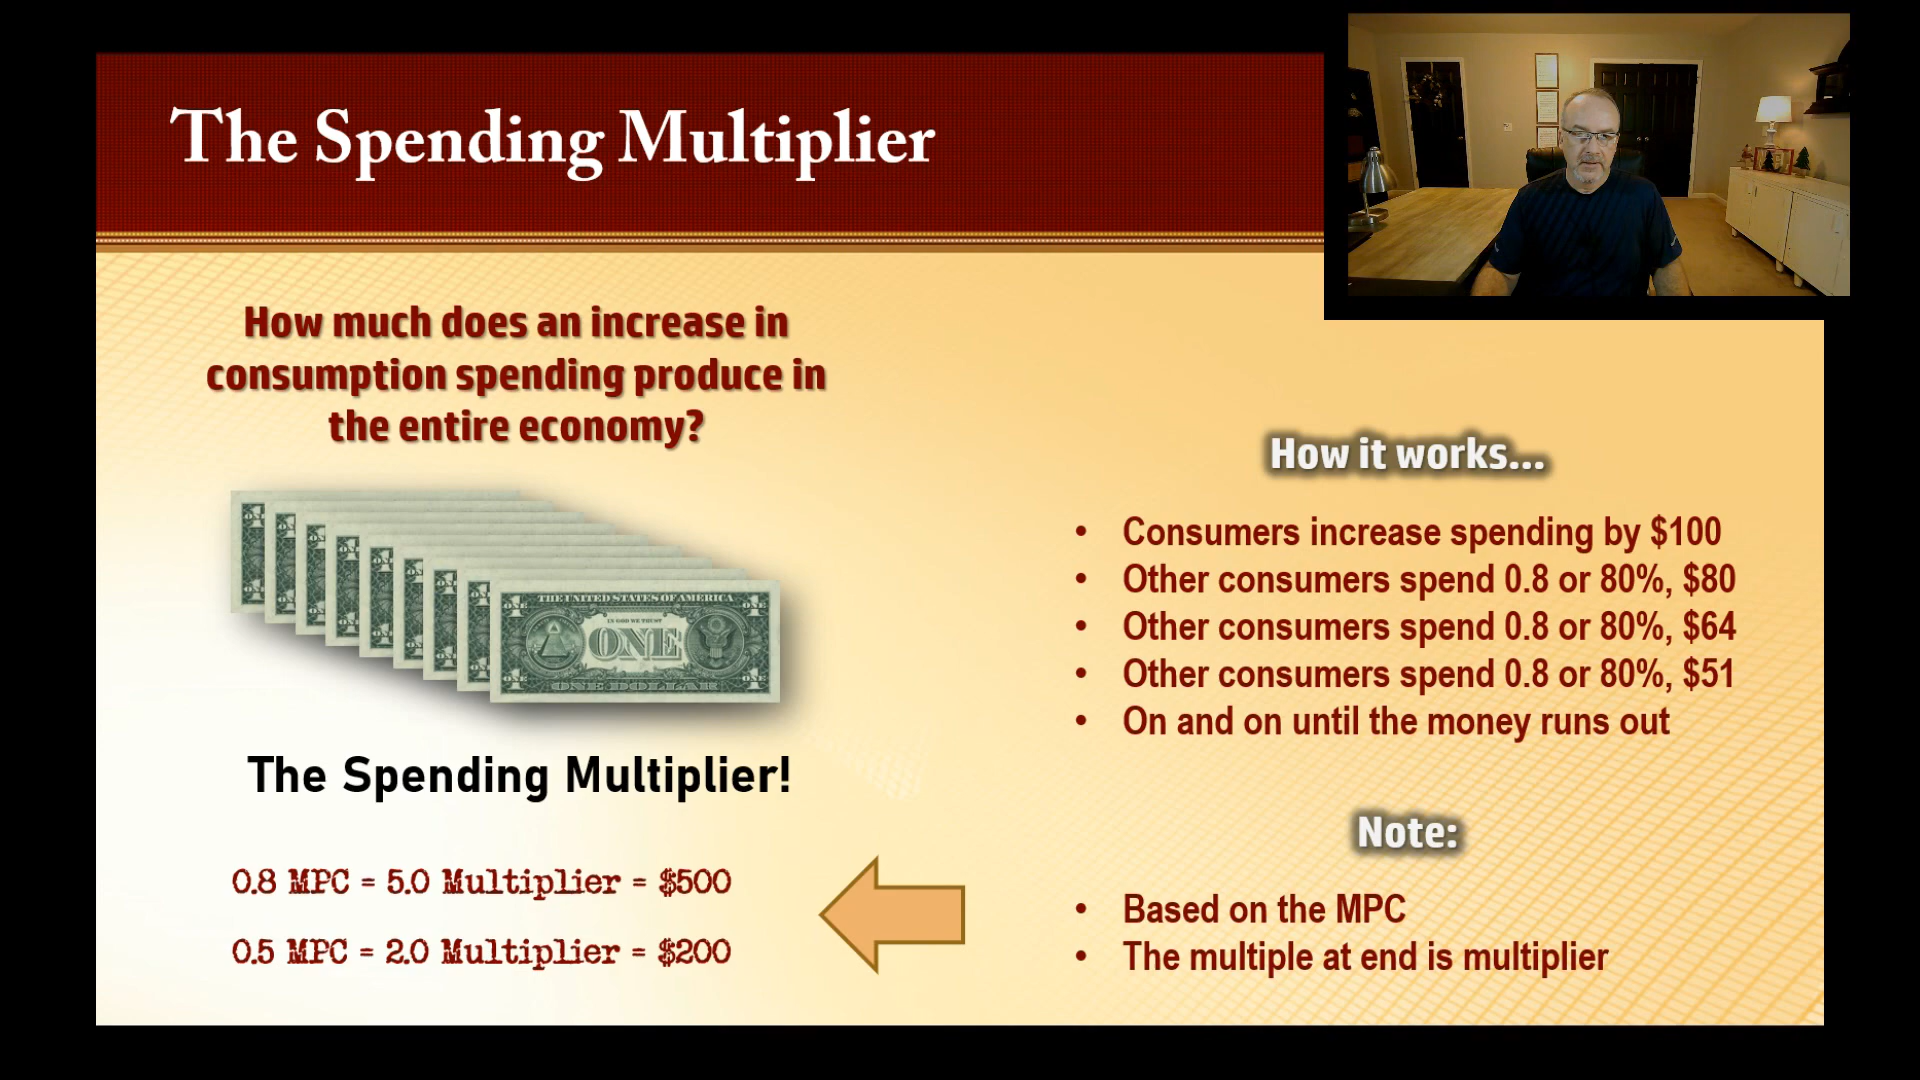 The Spending Multiplier
How much does an increase in
consumption spending produce in
the entire economy?
THE UNITED STATES OF AMERICA
IN GOD WE TRUST
ONE
ONE DOLLAR
The Spending Multiplier!
0.8 MPC = 5.0 Multiplier = $500
0.5 MPC = 2.0 Multiplier = $200
How it works...
• Consumers increase spending by $100
• Other consumers spend 0.8 or 80%, $80
• Other consumers spend 0.8 or 80%, $64
• Other consumers spend 0.8 or 80%, $51
• On and on until the money runs out
Note:
• Based on the MPC
• The multiple at end is multiplier